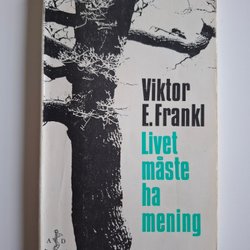 Viktor
E. Frankl
Livet
måste
ha
mening
A D